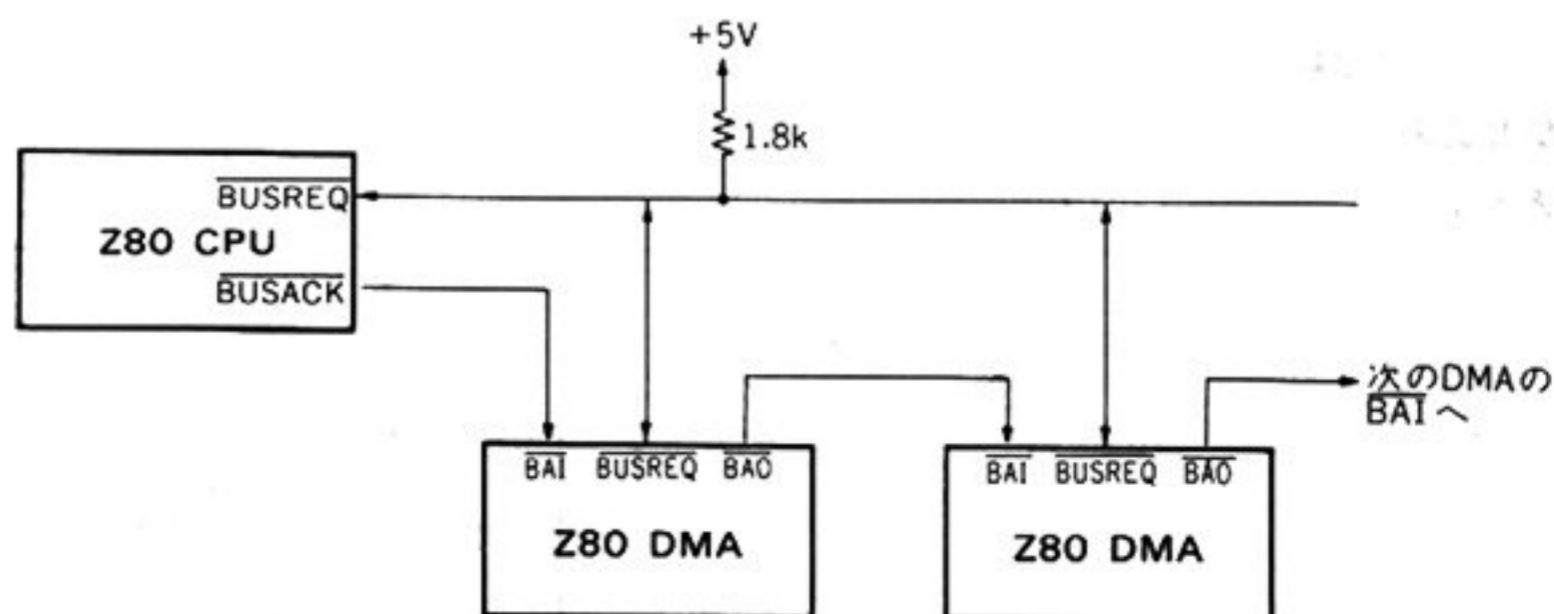 +5V
1.8k
BUSREQ
Z80 CPU
BUSACK
次のDMAの
BAIへ
BAI BUSREQ BAO
Z80 DMA
BAI BUSREQ BAO
Z80 DMA